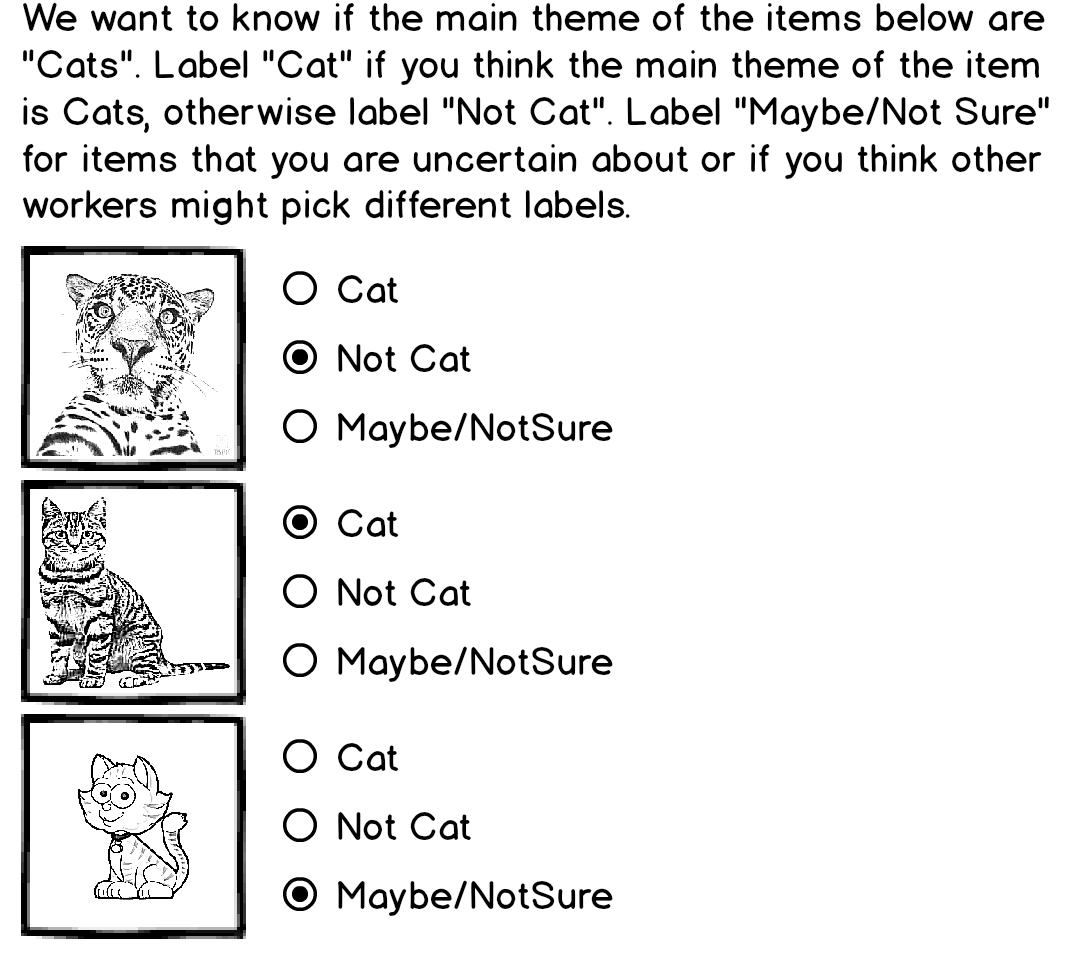 We want to know if the main theme of the items below are
"Cats". Label "Cat" if you think the main theme of the item
is Cats, otherwise label "Not Cat". Label "Maybe/Not Sure"
for items that you are uncertain about or if you think other
workers might pick different labels.
Cat
Not Cat
Maybe/NotSure
Cat
Not Cat
Maybe/NotSure
Cat
Not Cat
Maybe/NotSure